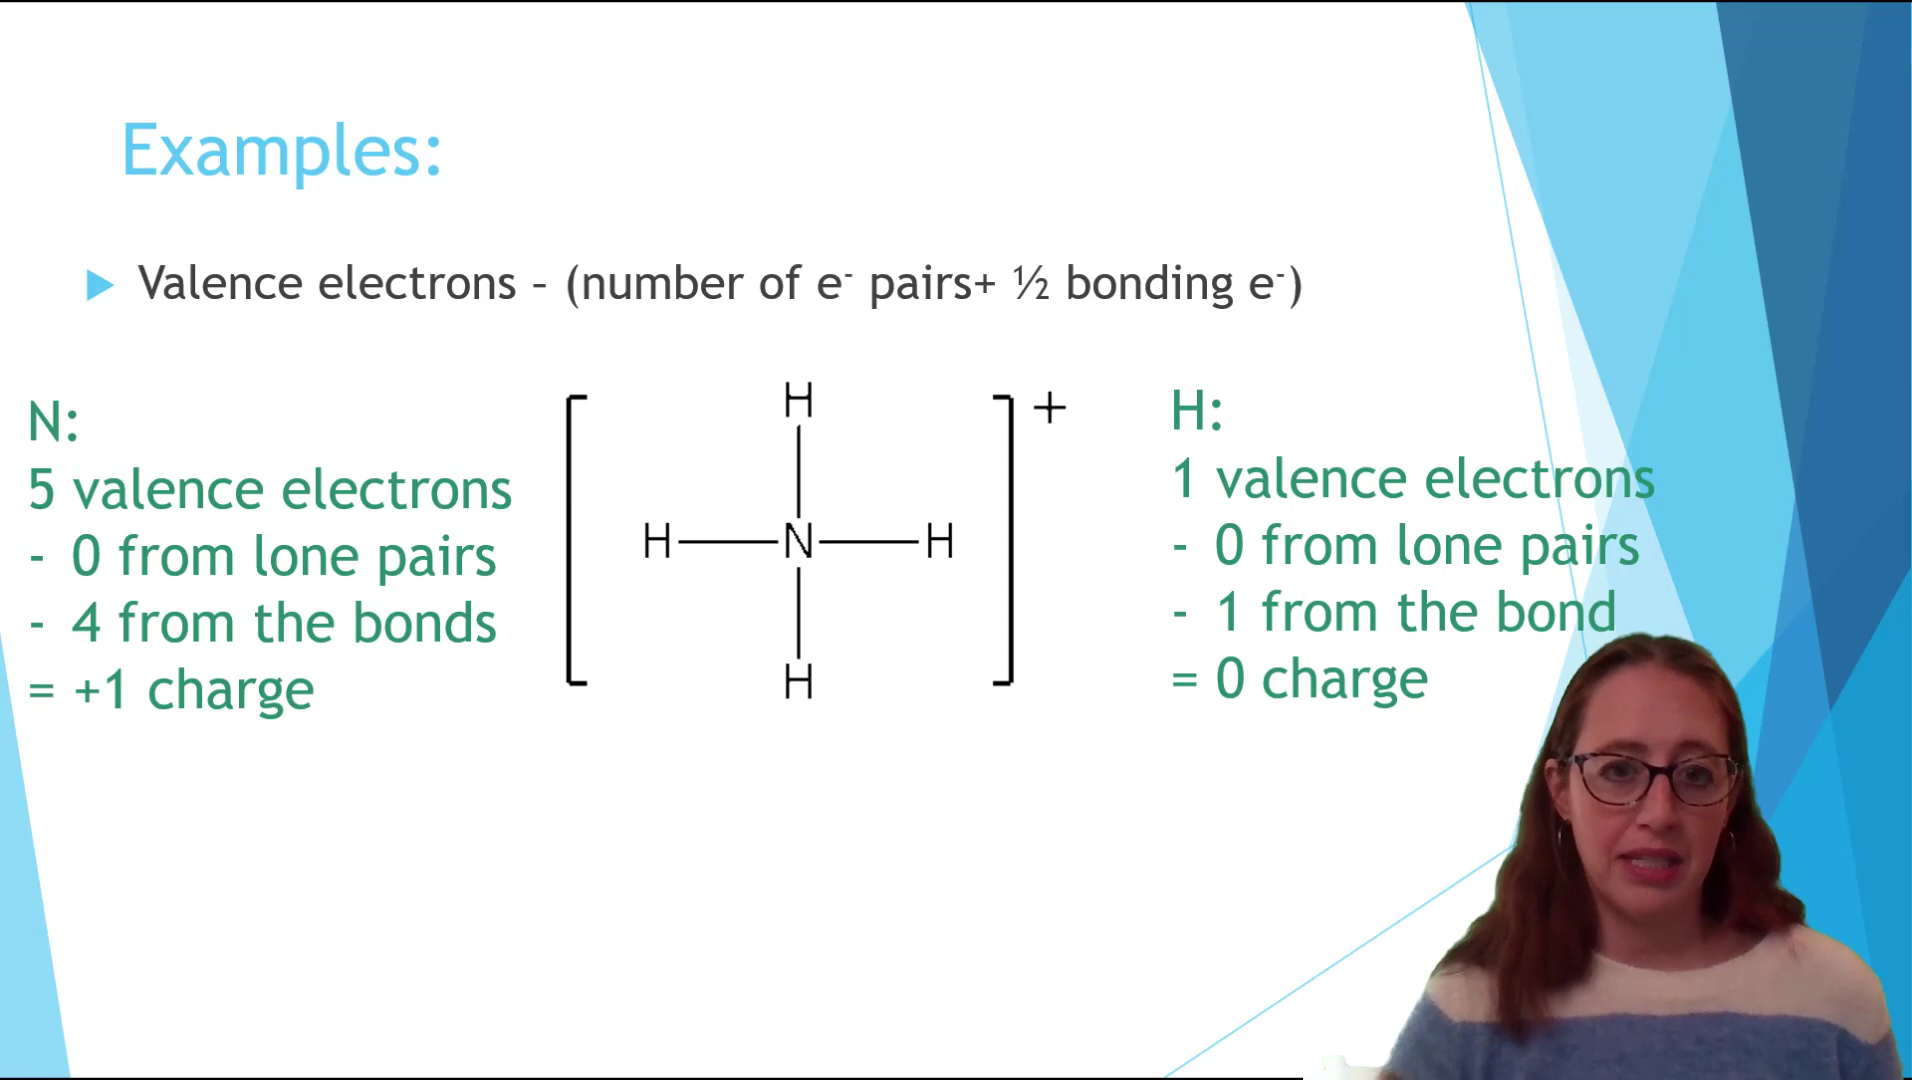 Examples:
Valence electrons – (number of e⁻ pairs+ ½ bonding e⁻)
N:
5 valence electrons
- 0 from lone pairs
- 4 from the bonds
= +1 charge
H
H N H
H
+
H:
1 valence electrons
- 0 from lone pairs
- 1 from the bond
= 0 charge